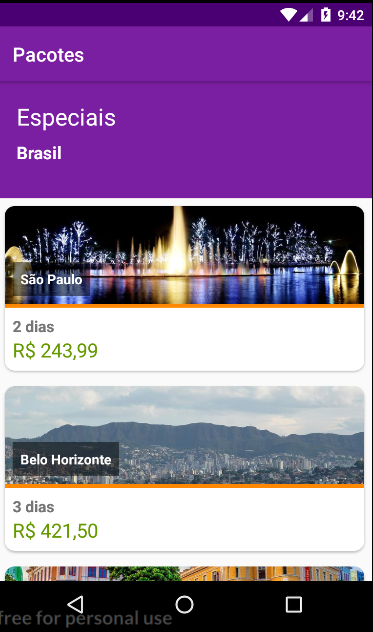 9:42
Pacotes
Especiais
Brasil
São Paulo
2 dias
R$ 243,99
Belo Horizonte
3 dias
R$ 421,50
free for personal use